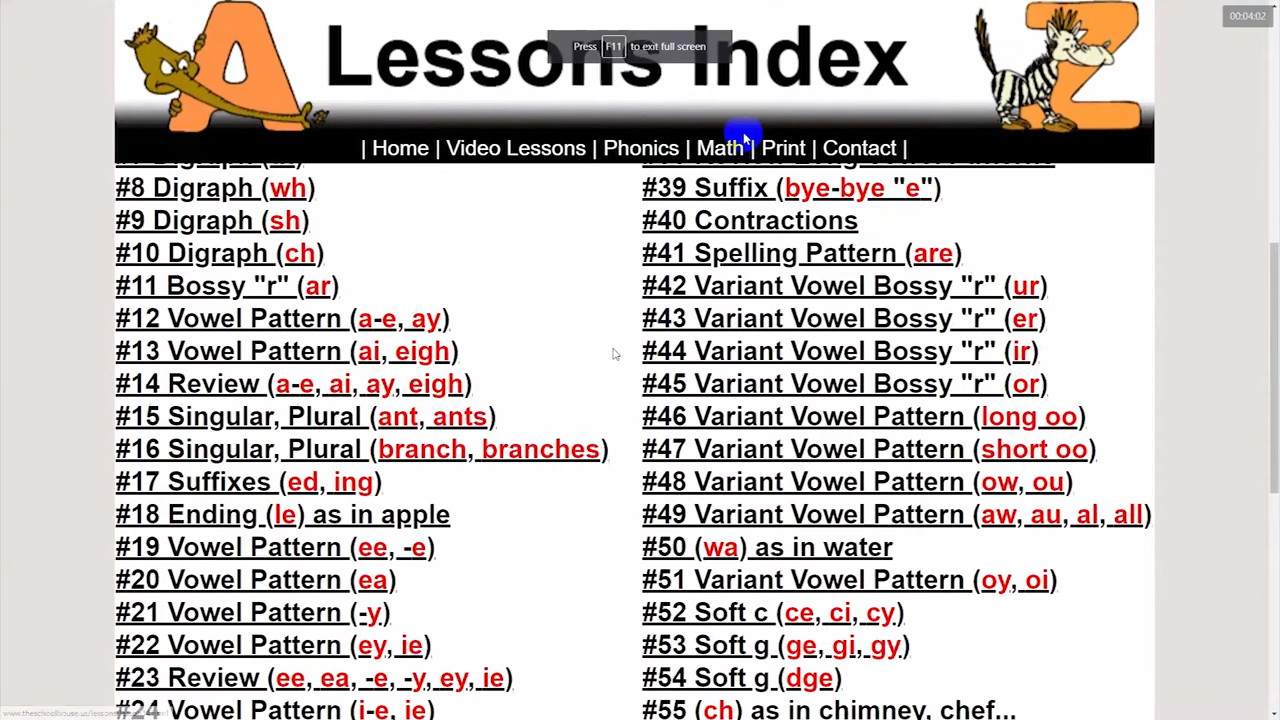 00:04:02
Lessons Index
Press F11 to exit full screen
| Home | Video Lessons | Phonics | Math | Print | Contact |
#8 Digraph (wh)
#9 Digraph (sh)
#10 Digraph (ch)
#11 Bossy "r" (ar)
#12 Vowel Pattern (a-e, ay)
#13 Vowel Pattern (ai, eigh)
#14 Review (a-e, ai, ay, eigh)
#15 Singular, Plural (ant, ants)
#16 Singular, Plural (branch, branches)
#17 Suffixes (ed, ing)
#18 Ending (le) as in apple
#19 Vowel Pattern (ee, -e)
#20 Vowel Pattern (ea)
#21 Vowel Pattern (-y)
#22 Vowel Pattern (ey, ie)
#23 Review (ee, ea, -e, -y, ey, ie)
#24 Vowel Pattern (i-e, ie)
#39 Suffix (bye-bye "e")
#40 Contractions
#41 Spelling Pattern (are)
#42 Variant Vowel Bossy "r" (ur)
#43 Variant Vowel Bossy "r" (er)
#44 Variant Vowel Bossy "r" (ir)
#45 Variant Vowel Bossy "r" (or)
#46 Variant Vowel Pattern (long oo)
#47 Variant Vowel Pattern (short oo)
#48 Variant Vowel Pattern (ow, ou)
#49 Variant Vowel Pattern (aw, au, al, all)
#50 (wa) as in water
#51 Variant Vowel Pattern (oy, oi)
#52 Soft c (ce, ci, cy)
#53 Soft g (ge, gi, gy)
#54 Soft g (dge)
#55 (ch) as in chimney, chef...